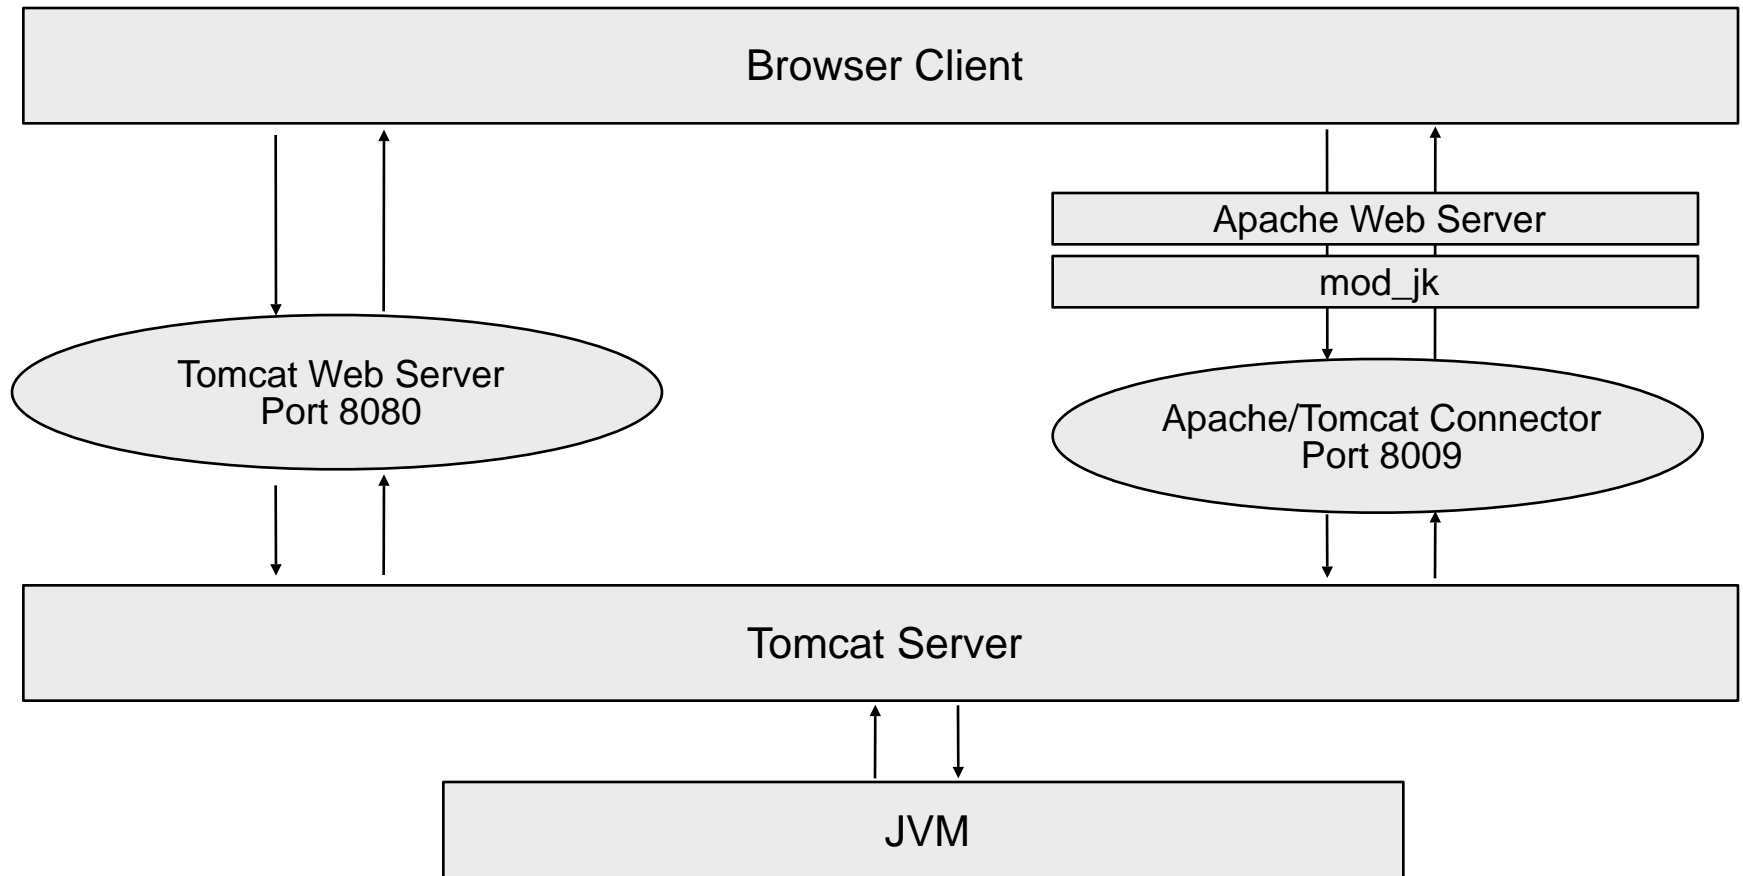 Browser Client
Apache Web Server
mod_jk
Tomcat Web Server
Port 8080
Apache/Tomcat Connector
Port 8009
Tomcat Server
JVM